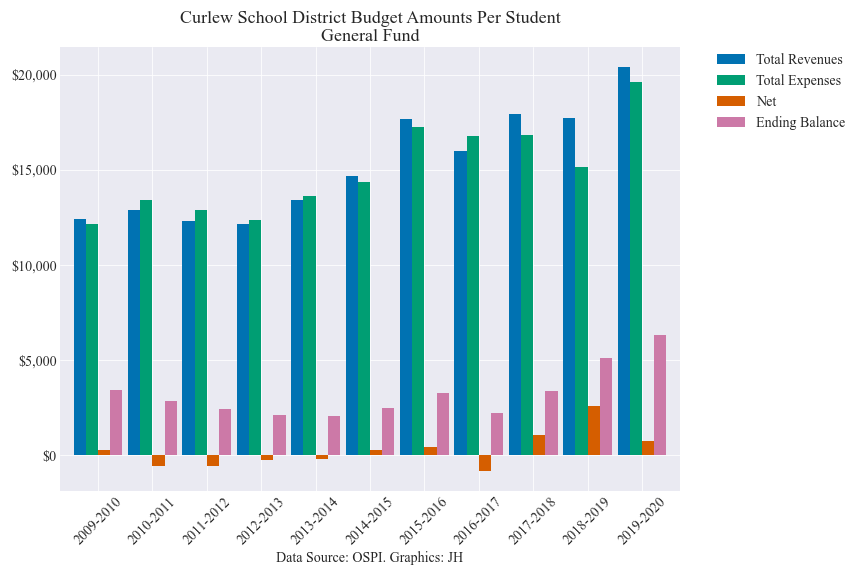 Curlew School District Budget Amounts Per Student
General Fund
Total Revenues
Total Expenses
Net
Ending Balance
$20,000
$15,000
$10,000
$5,000
$0
2009-2010
2010-2011
2011-2012
2012-2013
2013-2014
2014-2015
2015-2016
2016-2017
2017-2018
2018-2019
2019-2020
Data Source: OSPI. Graphics: JH